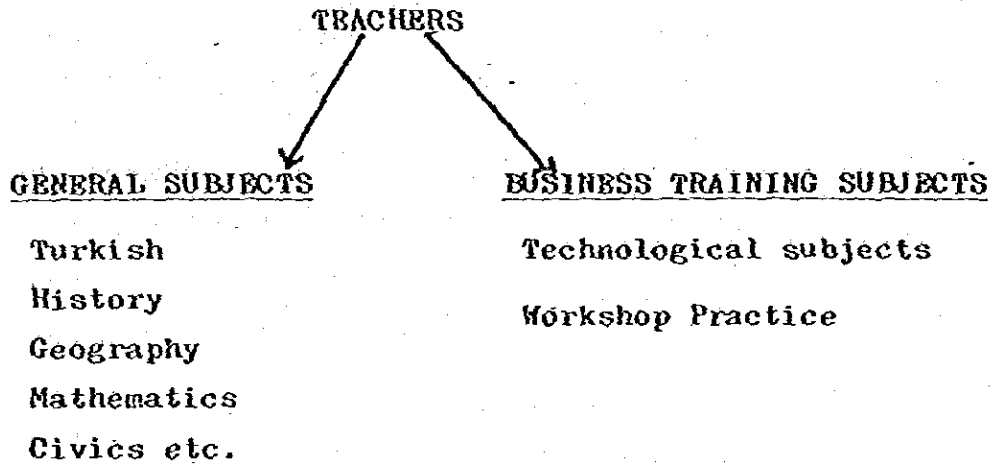 TEACHERS
GENERAL SUBJECTS
Turkish
History
Geography
Mathematics
Civics etc.
BUSINESS TRAINING SUBJECTS
Technological subjects
Workshop Practice